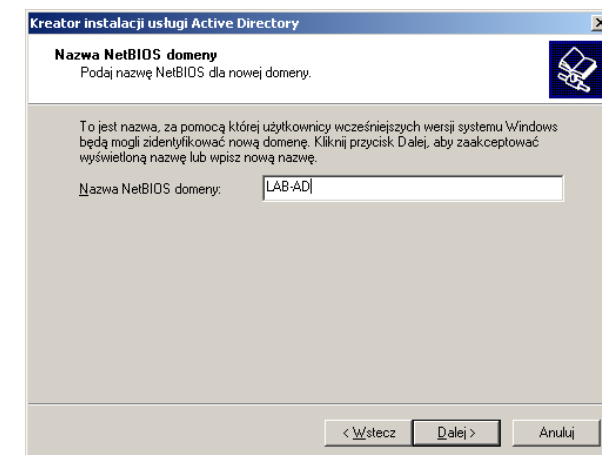 Kreator instalacji usługi Active Directory
Nazwa NetBIOS domeny
Podaj nazwę NetBIOS dla nowej domeny.
To jest nazwa, za pomocą której użytkownicy wcześniejszych wersji systemu Windows
będą mogli zidentyfikować nową domenę. Kliknij przycisk Dalej, aby zaakceptować
wyświetloną nazwę lub wpisz nową nazwę.
Nazwa NetBIOS domeny: LAB-AD
< Wstecz Dalej > Anuluj